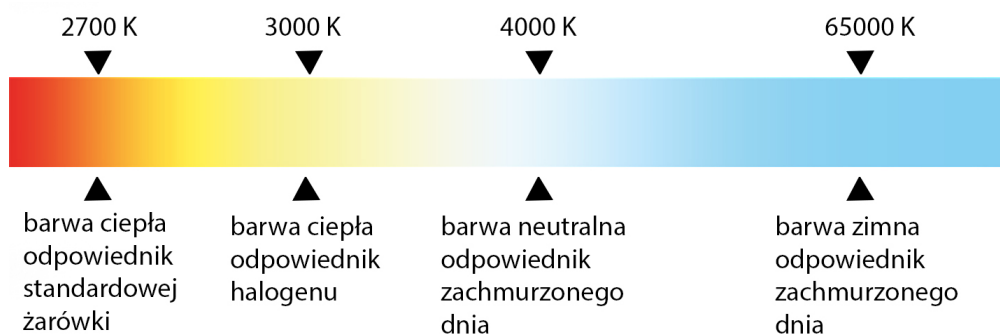 2700 K
3000 K
4000 K
65000 K
barwa ciepła
odpowiednik
standardowej
żarówki
barwa ciepła
odpowiednik
halogenu
barwa neutralna
odpowiednik
zachmurzonego
dnia
barwa zimna
odpowiednik
zachmurzonego
dnia